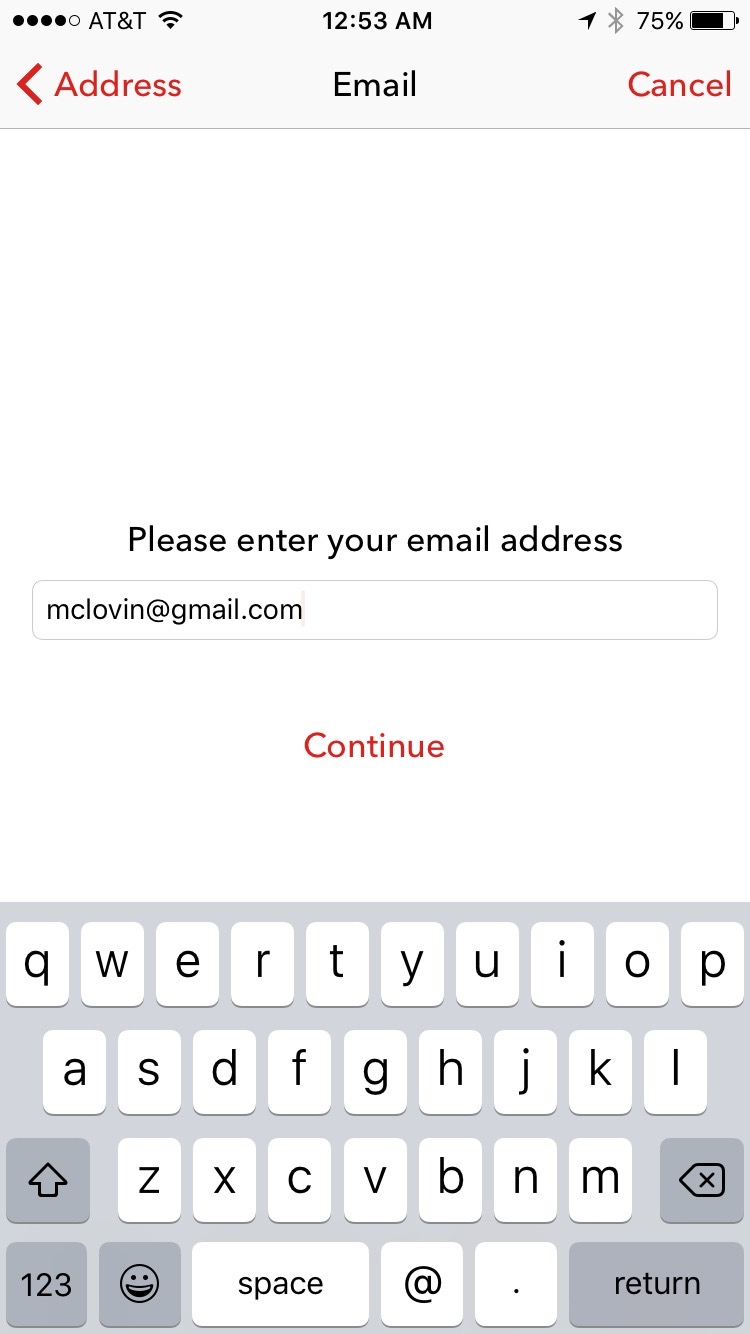 AT&T 12:53 AM 75%
Address Email Cancel
Please enter your email address
mclovin@gmail.com
Continue
q w e r t y u i o p
a s d f g h j k l
z x c v b n m
123 space @ . return